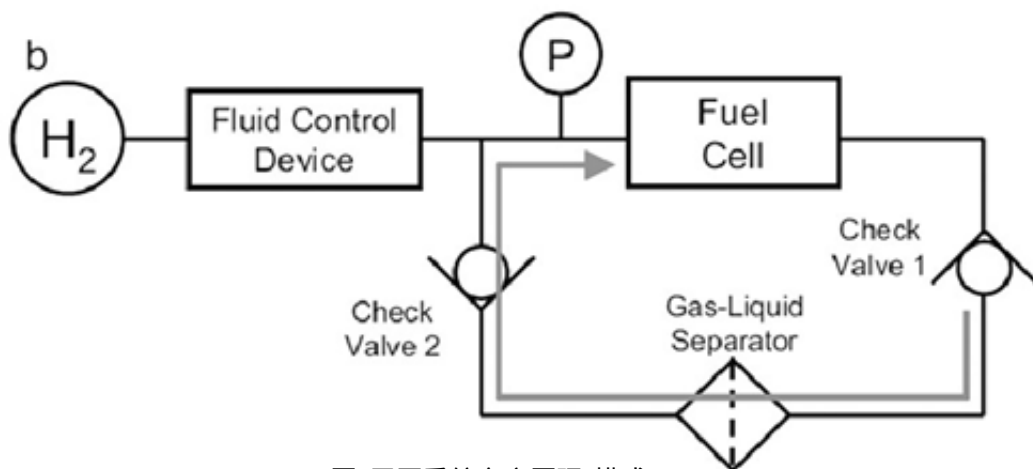 b
H2
Fluid Control
Device
P
Fuel
Cell
Check
Valve 1
Check
Valve 2
Gas-Liquid
Separator